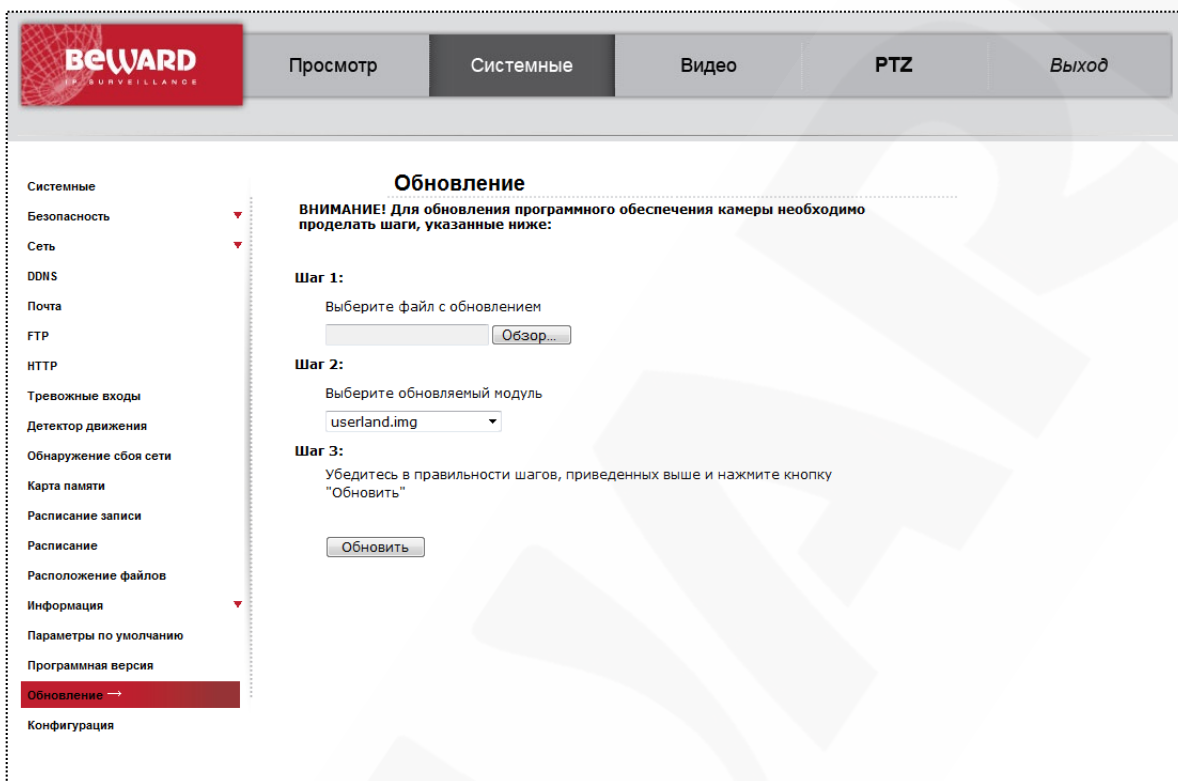 BEWARD
IP SURVEILLANCE
Просмотр
Системные
Видео
PTZ
Выход
Системные
Безопасность
Сеть
DDNS
Почта
FTP
HTTP
Тревожные входы
Детектор движения
Обнаружение сбоя сети
Карта памяти
Расписание записи
Расписание
Расположение файлов
Информация
Параметры по умолчанию
Программная версия
Обновление →
Конфигурация
Обновление
ВНИМАНИЕ! Для обновления программного обеспечения камеры необходимо
проделать шаги, указанные ниже:
Шаг 1:
Выберите файл с обновлением
Обзор...
Шаг 2:
Выберите обновляемый модуль
userland.img
Шаг 3:
Убедитесь в правильности шагов, приведенных выше и нажмите кнопку
"Обновить"
Обновить